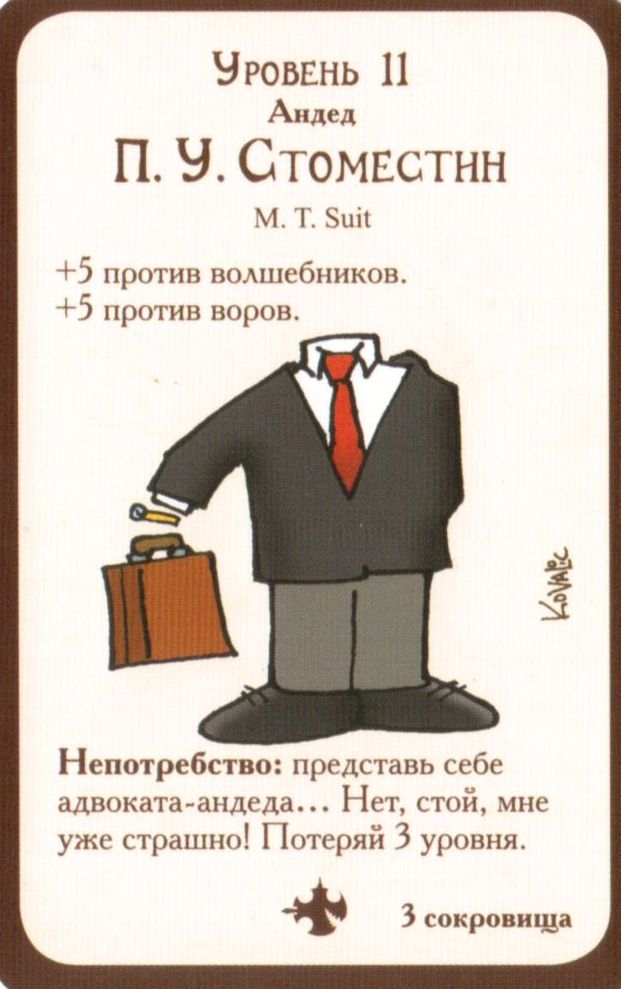 Уровень 11
Андед
П. У. Стоместин
M. T. Suit
+5 против волшебников.
+5 против воров.
Kovalic
Непотребство: представь себе
адвоката-андеда... Нет, стой, мне
уже страшно! Потеряй 3 уровня.
3 сокровища